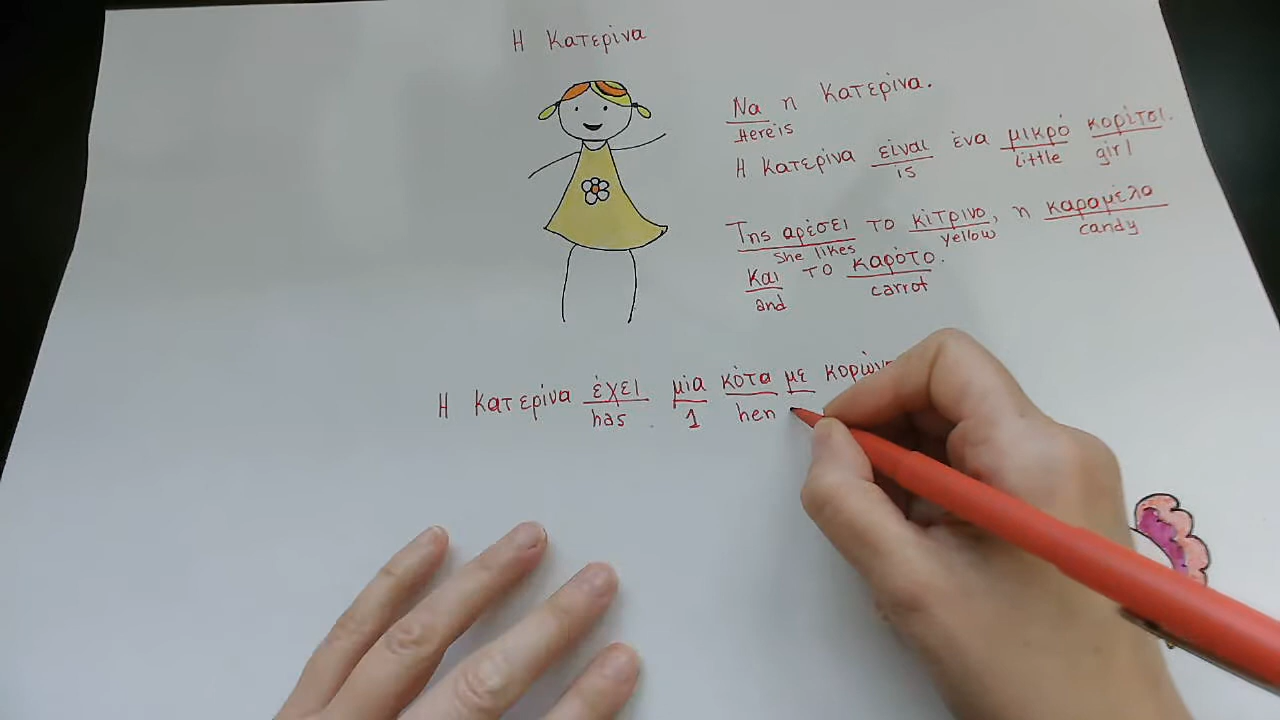 Η Κατερίνα
Να η Κατερίνα.
Here is
Η Κατερίνα είναι ένα μικρό κορίτσι.
is little girl
Της αρέσει το κίτρινο, η καραμέλα
She likes yellow candy
και το καρότο.
and carrot
Η Κατερίνα έχει μία κότα με
has 1 hen